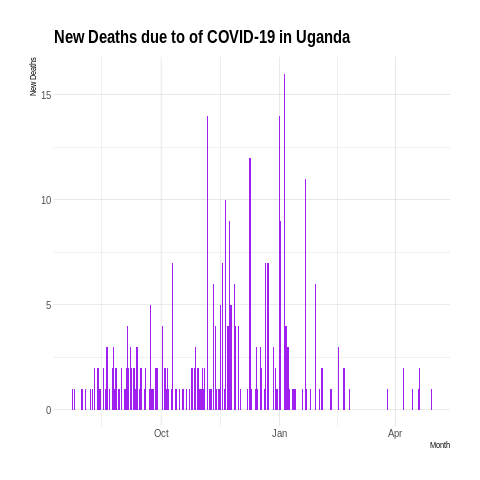 New Deaths due to of COVID-19 in Uganda
New Deaths
15
10
5
0
Oct Jan Apr
Month